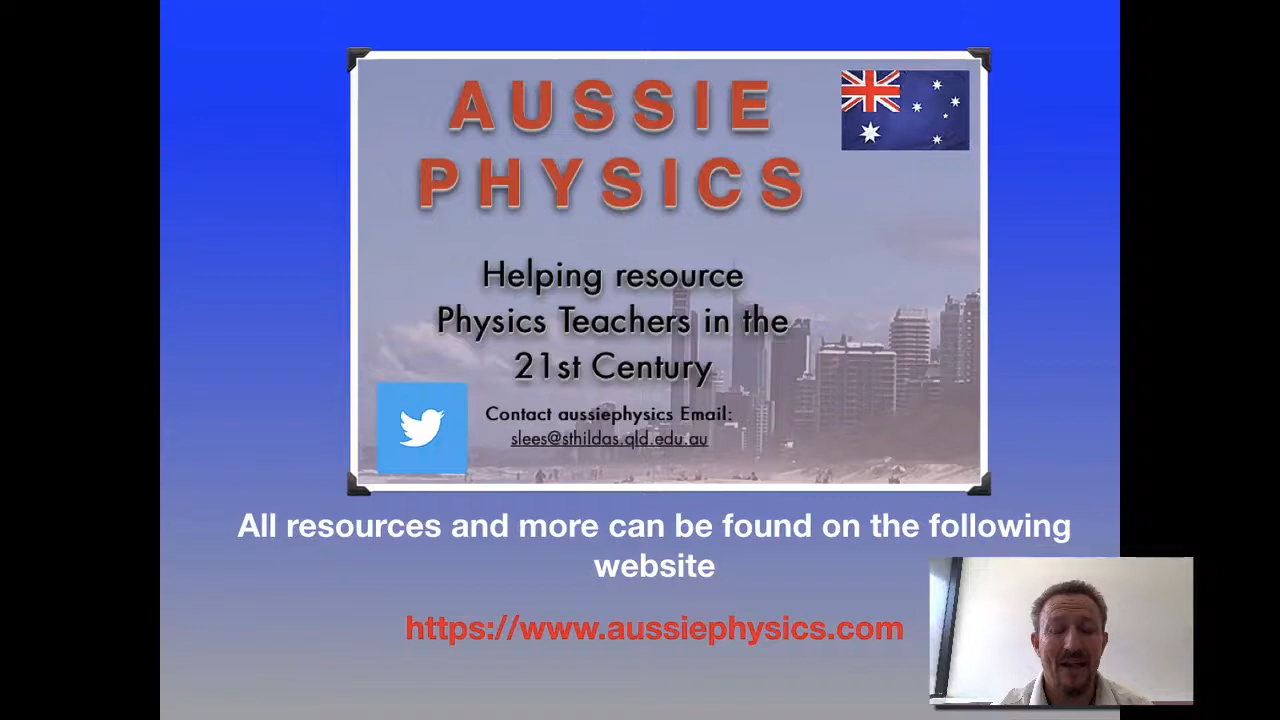 AUSSIE
PHYSICS
Helping resource
Physics Teachers in the
21st Century
Contact aussiephysics Email:
slees@sthildas.qld.edu.au
All resources and more can be found on the following
website
https://www.aussiephysics.com